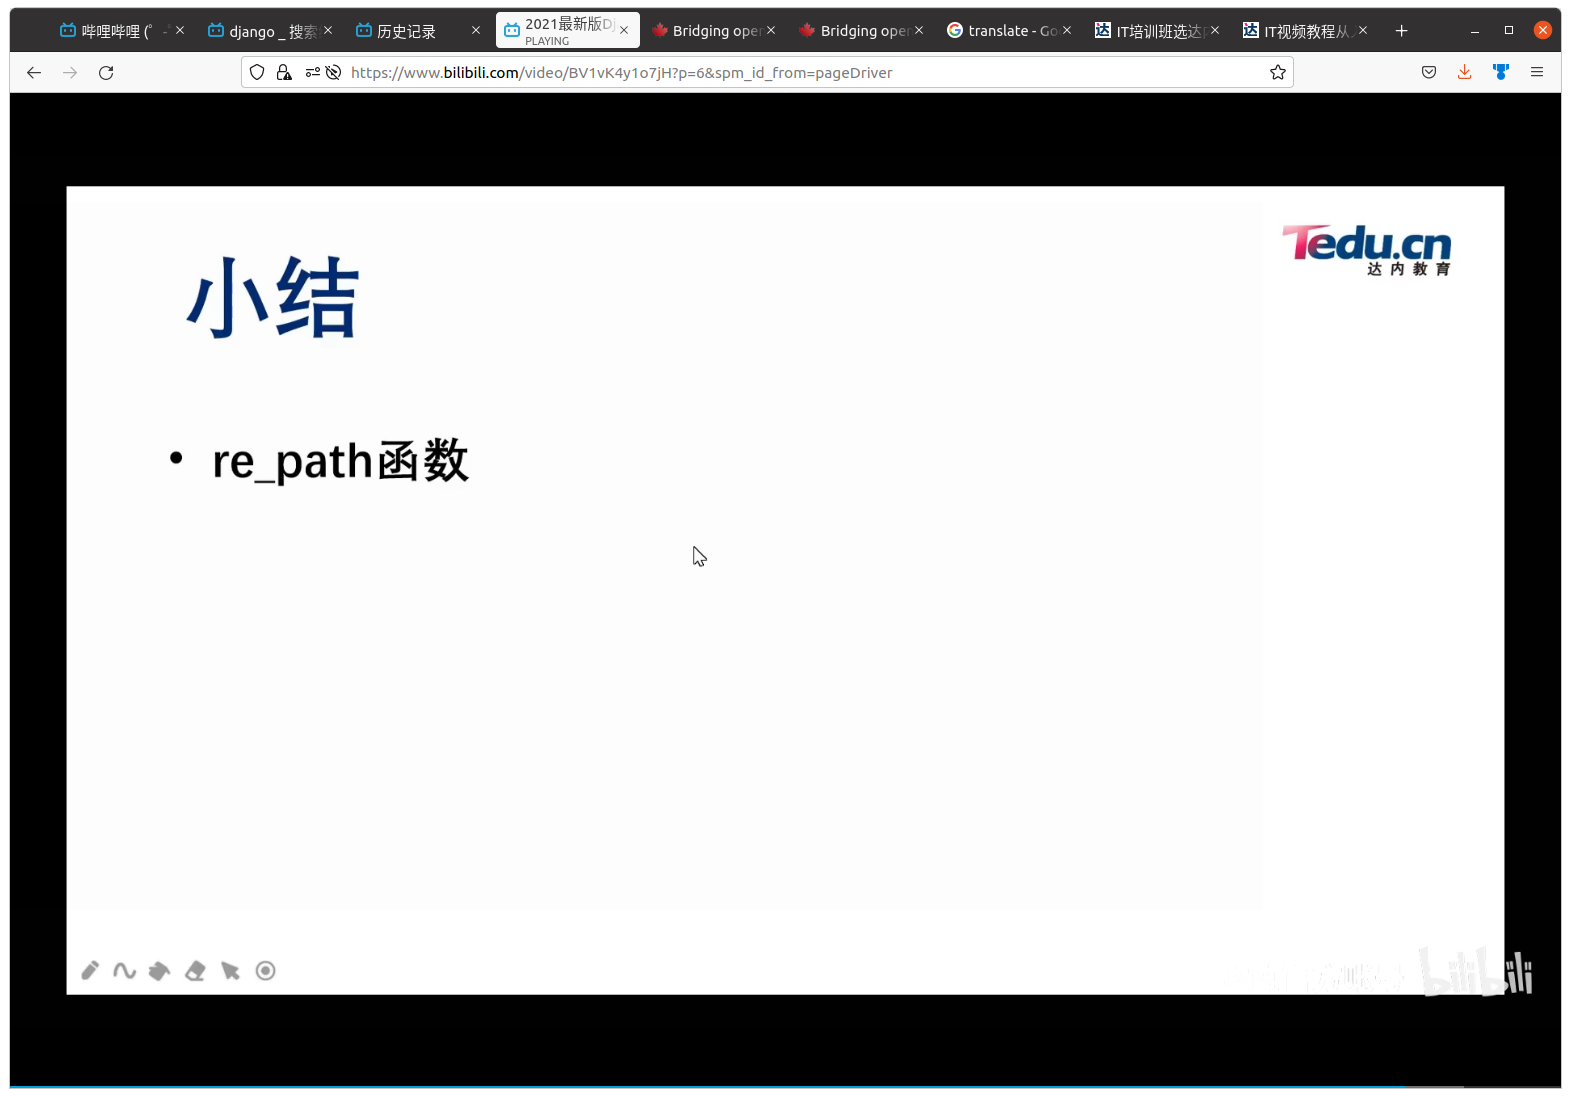 哔哩哔哩 (゜-゜
django _ 搜索
历史记录
2021最新版Dj
PLAYING
Bridging oper
Bridging oper
translate - Go
IT培训班选达内
IT视频教程从入
https://www.bilibili.com/video/BV1vK4y1o7jH?p=6&spm_id_from=pageDriver
Tedu.cn
达内教育
小结
• re_path函数
bilibili